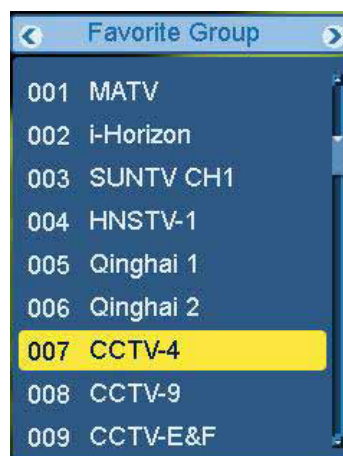 Favorite Group
001 MATV
002 i-Horizon
003 SUNTV CH1
004 HNSTV-1
005 Qinghai 1
006 Qinghai 2
007 CCTV-4
008 CCTV-9
009 CCTV-E&F